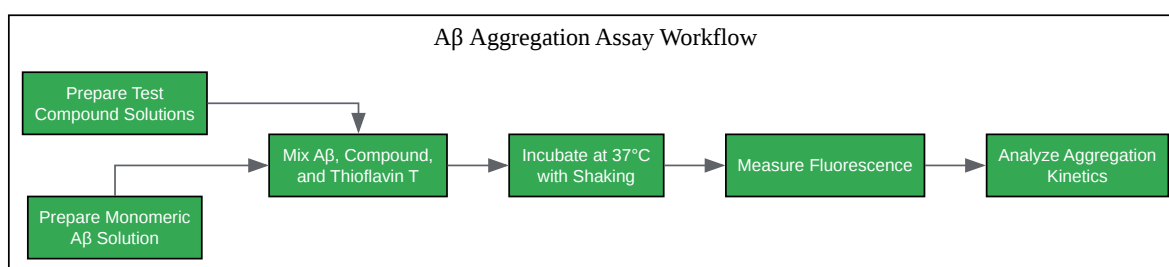 Aβ Aggregation Assay Workflow
Prepare Test
Compound Solutions
Mix Aβ, Compound,
and Thioflavin T
Incubate at 37°C
with Shaking
Measure Fluorescence
Analyze Aggregation
Kinetics
Prepare Monomeric
Aβ Solution